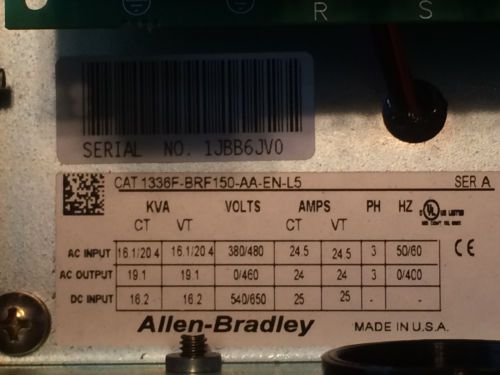 R S
SERIAL NO. 1JBB6JV0
CAT 1336F-BRF150-AA-EN-L5 SER A
KVA VOLTS AMPS PH HZ
CT VT CT VT
UL LISTED
AC INPUT 16.1/20.4 16.1/20.4 380/480 24.5 24.5 3 50/60 CE
AC OUTPUT 19.1 19.1 0/460 24 24 3 0/400
DC INPUT 16.2 16.2 540/650 25 25 - -
Allen-Bradley MADE IN U.S.A.